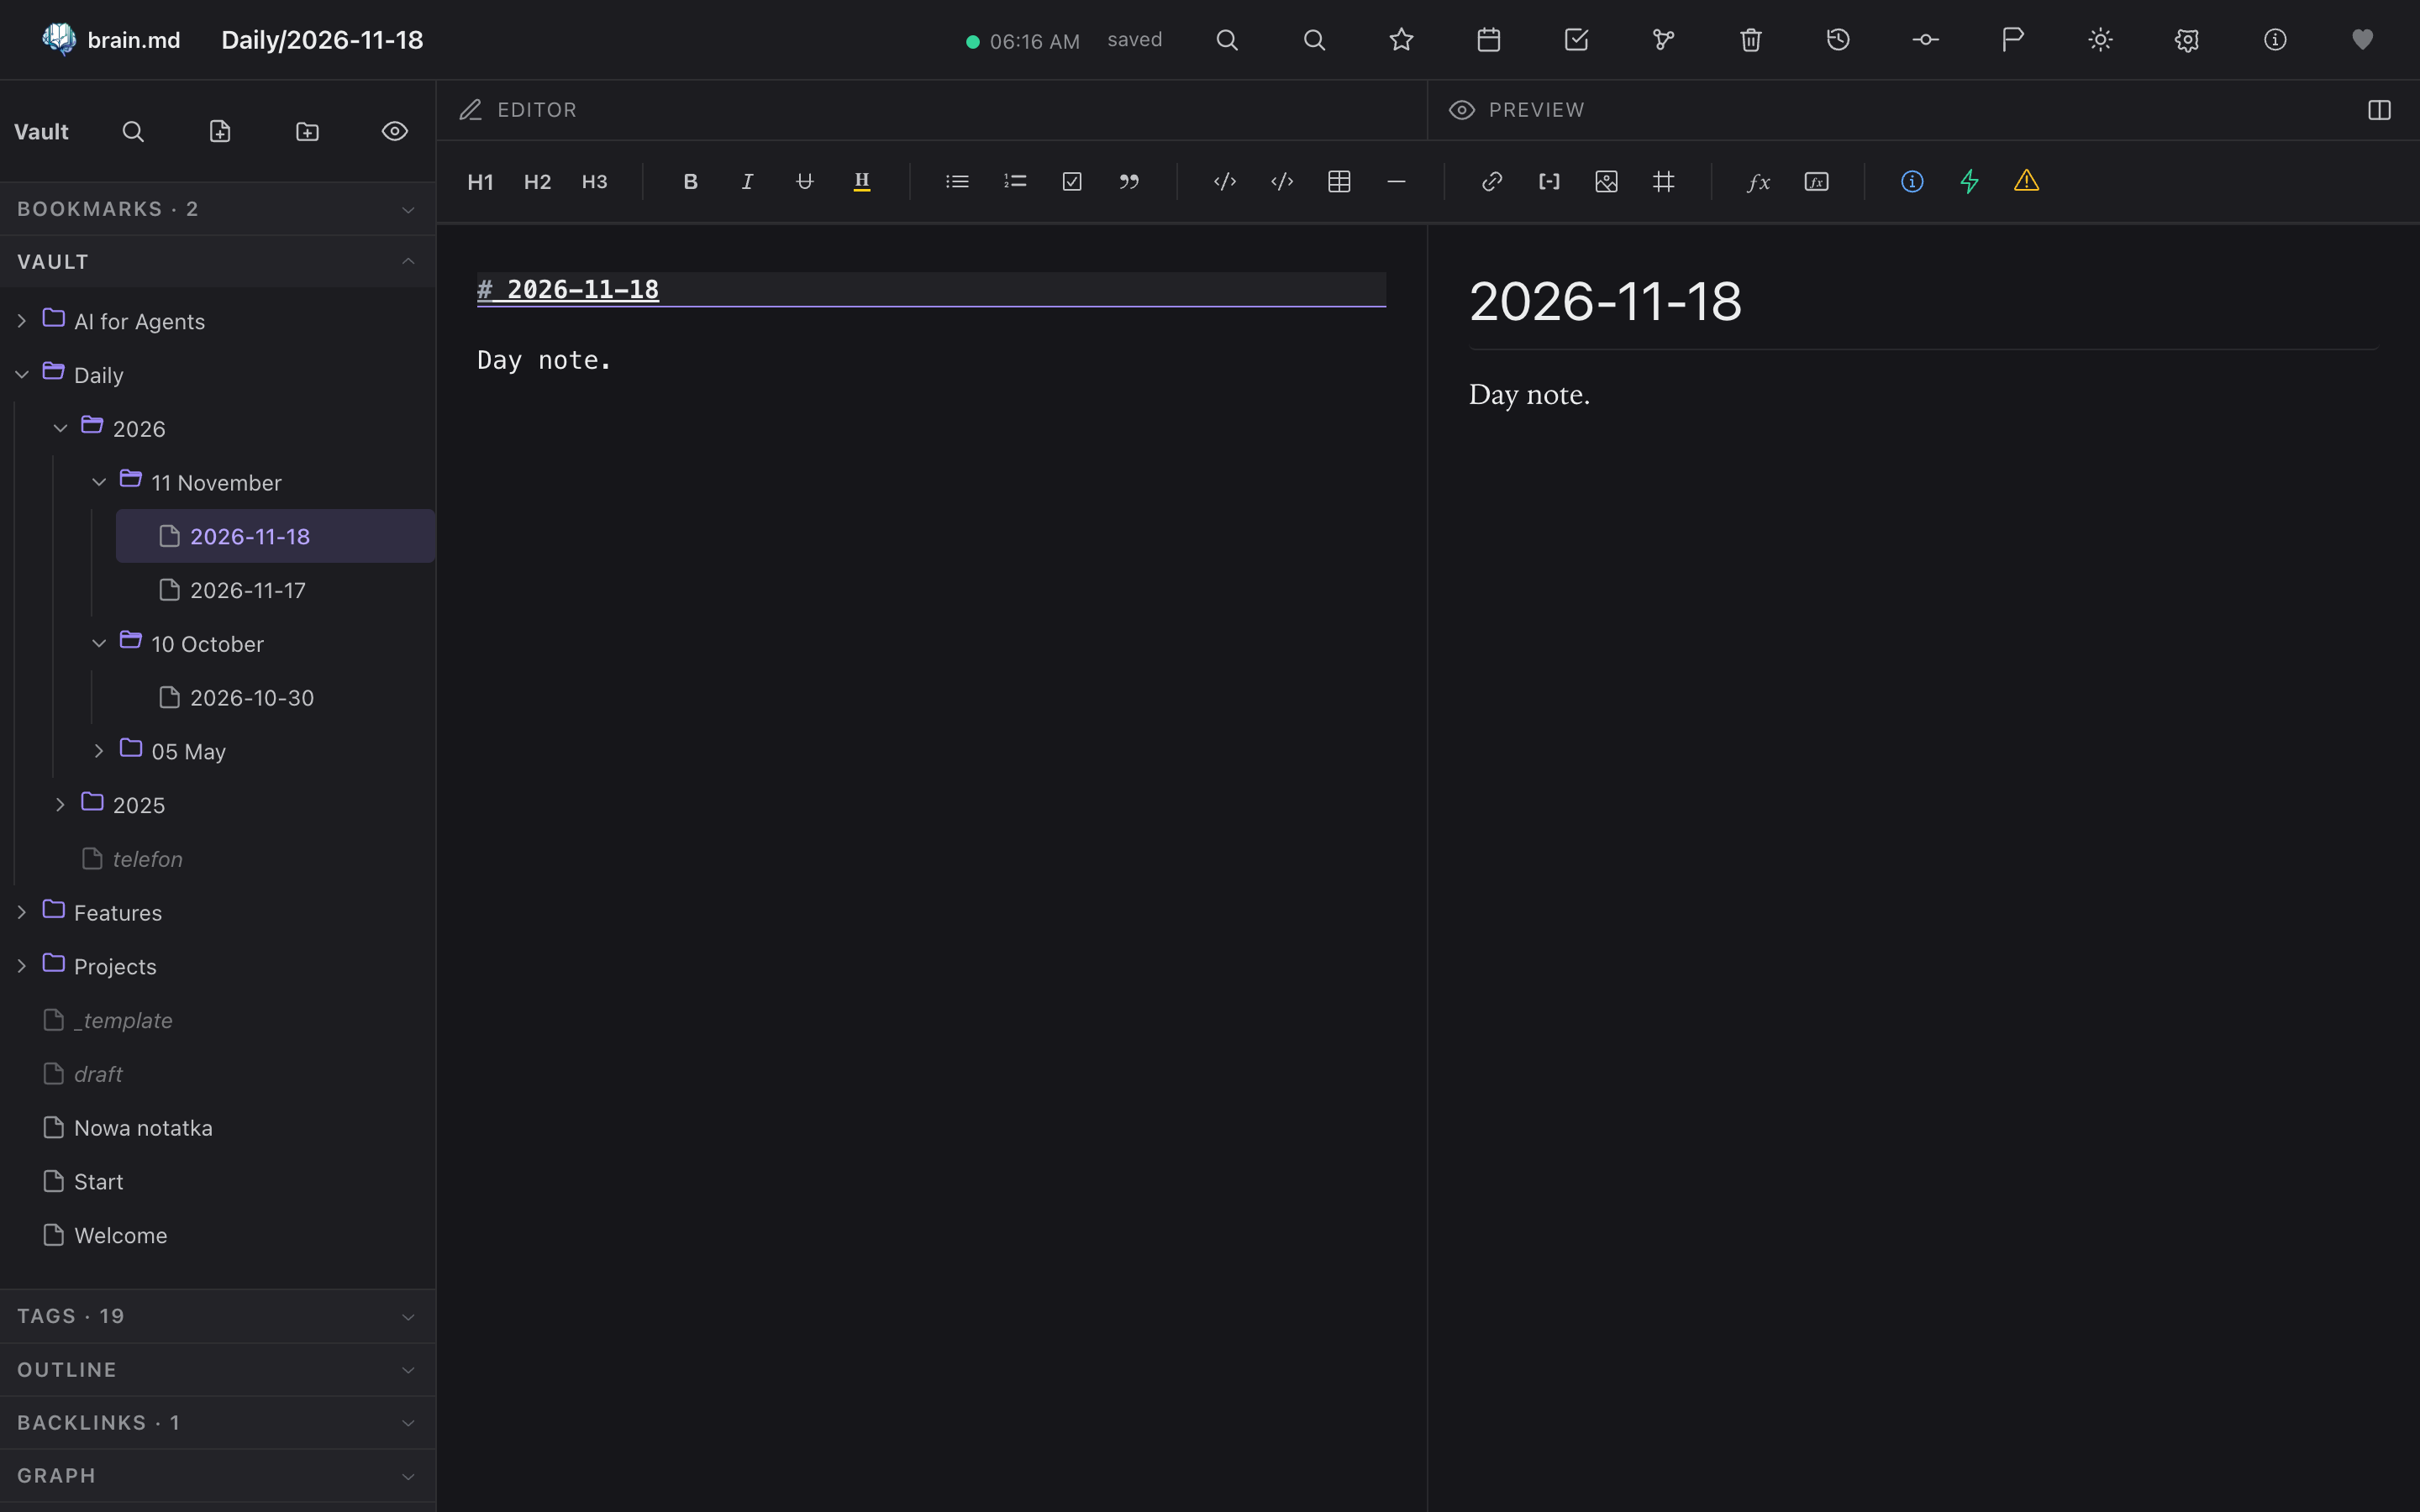 brain.md Daily/2026-11-18 06:16 AM saved
Vault
EDITOR
PREVIEW
H1 H2 H3 B I U H
BOOKMARKS · 2
VAULT
AI for Agents
Daily
2026
11 November
2026-11-18
2026-11-17
10 October
2026-10-30
05 May
2025
telefon
Features
Projects
_template
draft
Nowa notatka
Start
Welcome
TAGS · 19
OUTLINE
BACKLINKS · 1
GRAPH
# 2026-11-18
Day note.
2026-11-18
Day note.